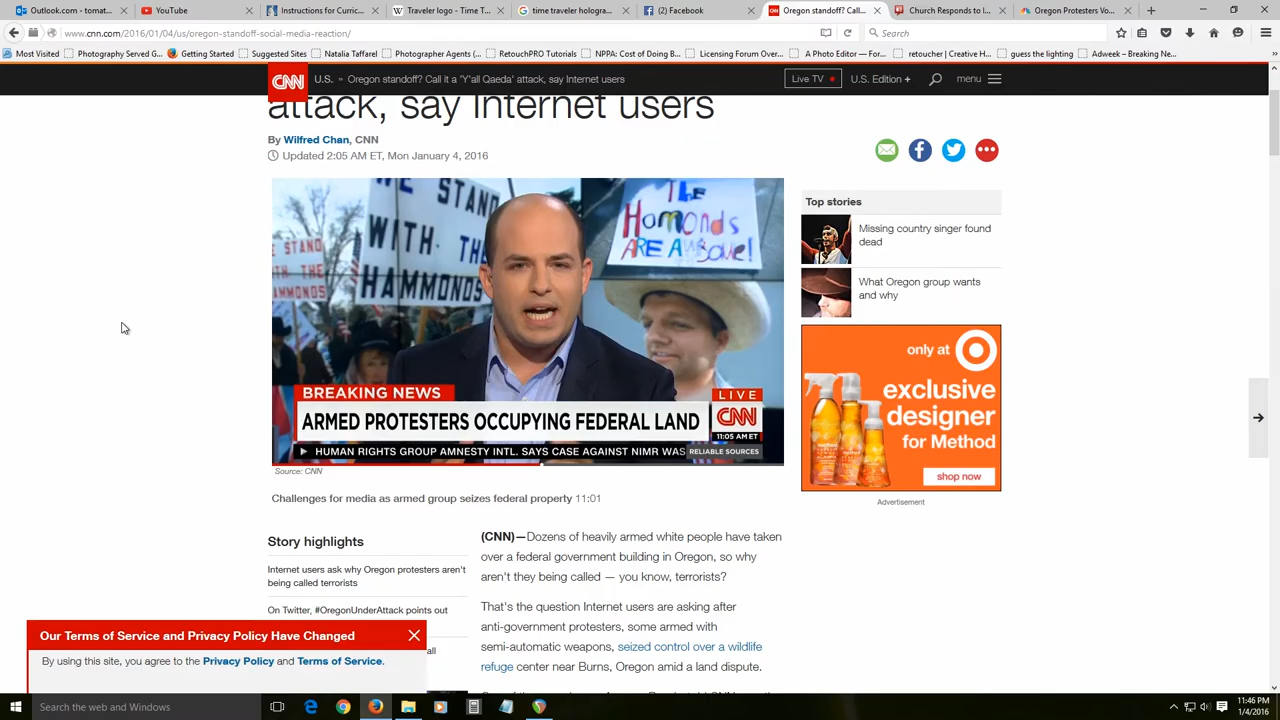 Outlook.com - tomat...
YouTube
Instructions for Curric...
Traveler logo - Time T...
time traveler hologra...
(2) Facebook
Oregon standoff? Call...
Church Responds to I...
Oregon Protesters Vo...
www.cnn.com/2016/01/04/us/oregon-standoff-social-media-reaction/
Search
Most Visited
Photography Served G...
Getting Started
Suggested Sites
Natalia Taffarel
Photographer Agents (...
RetouchPRO Tutorials
NPPA: Cost of Doing B...
Licensing Forum Over...
A Photo Editor — For...
retoucher | Creative H...
guess the lighting
Adweek – Breaking Ne...
CNN
U.S. » Oregon standoff? Call it a 'Y'all Qaeda' attack, say Internet users
Live TV
U.S. Edition +
menu
attack, say Internet users
By Wilfred Chan, CNN
Updated 2:05 AM ET, Mon January 4, 2016
WE STAND
WITH THE
HAMMONDS
STAND
TH THE
MMONDS
THE
HamondS
ARE Awsome!
BREAKING NEWS
ARMED PROTESTERS OCCUPYING FEDERAL LAND
LIVE
CNN
11:05 AM ET
HUMAN RIGHTS GROUP AMNESTY INTL. SAYS CASE AGAINST NIMR WAS
RELIABLE SOURCES
Source: CNN
Challenges for media as armed group seizes federal property 11:01
Top stories
Missing country singer found
dead
What Oregon group wants
and why
only at
exclusive
designer
for Method
shop now
Advertisement
Story highlights
Internet users ask why Oregon protesters aren't
being called terrorists
On Twitter, #OregonUnderAttack points out
all
(CNN)—Dozens of heavily armed white people have taken
over a federal government building in Oregon, so why
aren't they being called — you know, terrorists?
That's the question Internet users are asking after
anti-government protesters, some armed with
semi-automatic weapons, seized control over a wildlife
refuge center near Burns, Oregon amid a land dispute.
Our Terms of Service and Privacy Policy Have Changed
By using this site, you agree to the Privacy Policy and Terms of Service.
Search the web and Windows
11:46 PM
1/4/2016